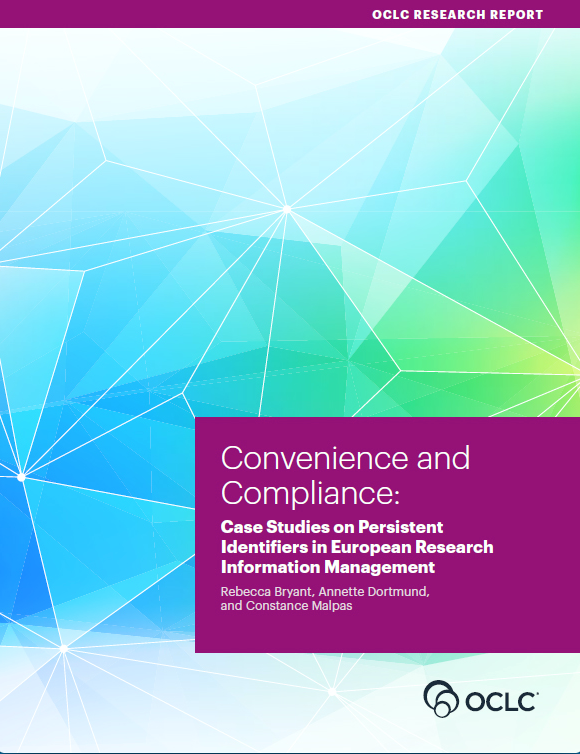 OCLC RESEARCH REPORT
Convenience and
Compliance:
Case Studies on Persistent
Identifiers in European Research
Information Management
Rebecca Bryant, Annette Dortmund,
and Constance Malpas
OCLC